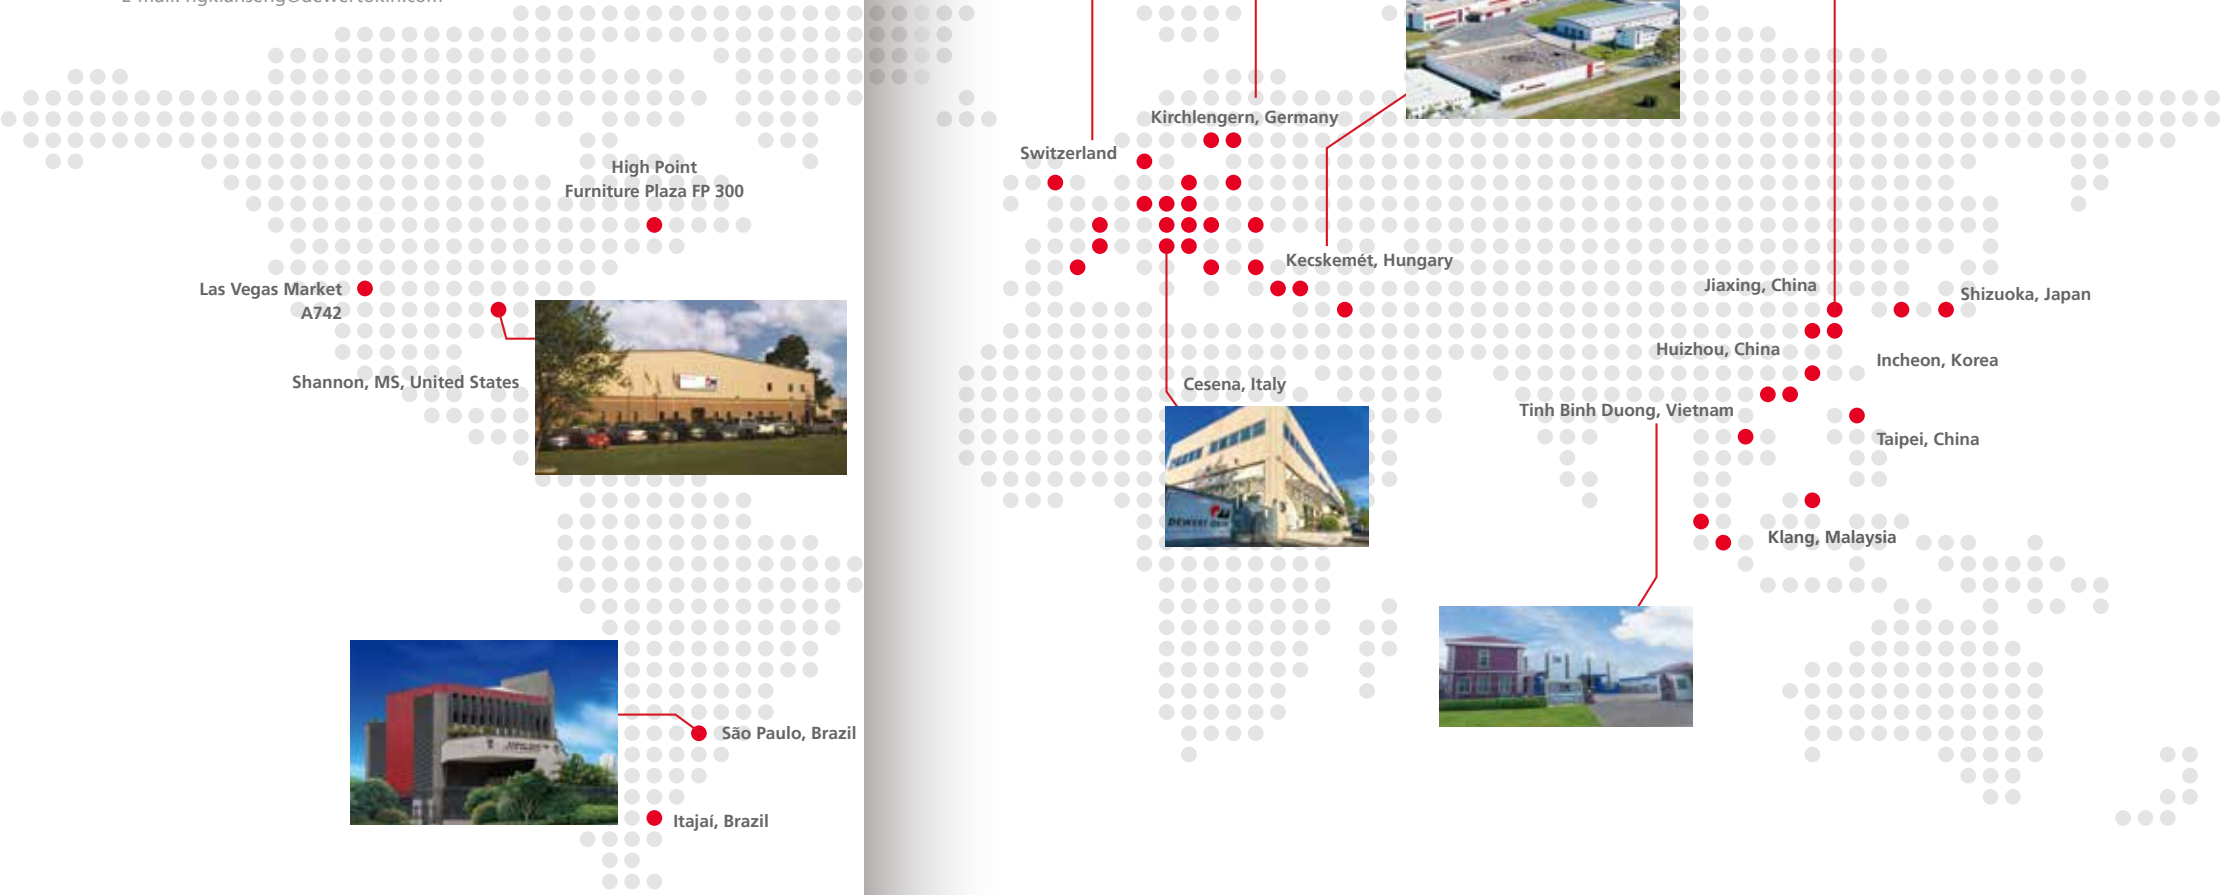 High Point
Furniture Plaza FP 300
Las Vegas Market
A742
Shannon, MS, United States
São Paulo, Brazil
Itajaí, Brazil
Kirchlengern, Germany
Switzerland
Kecskemét, Hungary
Cesena, Italy
Jiaxing, China
Shizuoka, Japan
Huizhou, China
Incheon, Korea
Tinh Binh Duong, Vietnam
Taipei, China
Klang, Malaysia